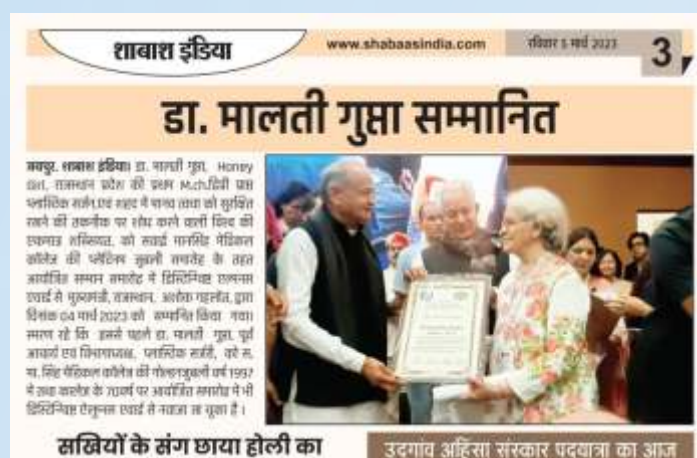 शाबाश इंडिया
www.shabaasindia.com
रविवार 5 मार्च 2023
3
डा. मालती गुप्ता सम्मानित
जयपुर. शाबाश इंडिया। डा. मालती गुप्ता, Honey
Girl, राजस्थान प्रदेश की प्रथम M.ch.डिग्री प्राप्त
प्लास्टिक सर्जन,एवं शहद में मानव त्वचा को सुरक्षित
रखने की तकनीक पर शोध करने वाली विश्व की
एकमात्र शख्सियत, को सवाई मानसिंह मेडिकल
कॉलेज की प्लेटिनम जुबली समारोह के तहत
आयोजित सम्मान समारोह में डिस्टिंग्विश्ड एल्युमनस
एवार्ड से मुख्यमंत्री, राजस्थान, अशोक गहलोत, द्वारा
दिनांक 04 मार्च 2023 को सम्मानित किया गया।
स्मरण रहे कि इससे पहले डा. मालती गुप्ता, पूर्व
आचार्य एवं विभागाध्यक्ष, प्लास्टिक सर्जरी, को स.
मा. सिंह मेडिकल कॉलेज की गोल्डनजुबली वर्ष 1997
में तथा कालेज के 70वर्ष पर आयोजित समारोह में भी
डिस्टिंग्विश्ड ऐलुमनस एवार्ड से नवाजा जा चुका है।
सखियों के संग छाया होली का
उदगांव अहिंसा संस्कार पदयात्रा का आज